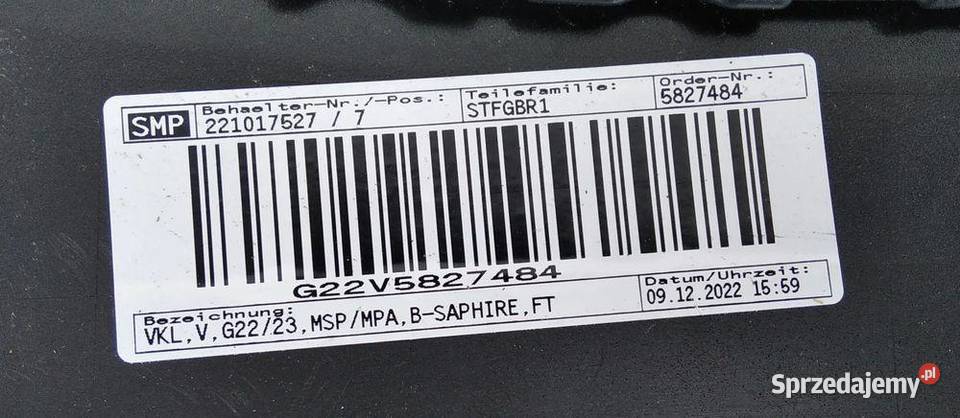 SMP
Behaelter-Nr./-Pos.:
221017527 / 7
Teilefamilie:
STFGBR1
Order-Nr.:
5827484
G22V5827484
Bezeichnung:
VKL,V,G22/23,MSP/MPA,B-SAPHIRE,FT
Datum/Uhrzeit:
09.12.2022 15:59
Sprzedajemy.pl